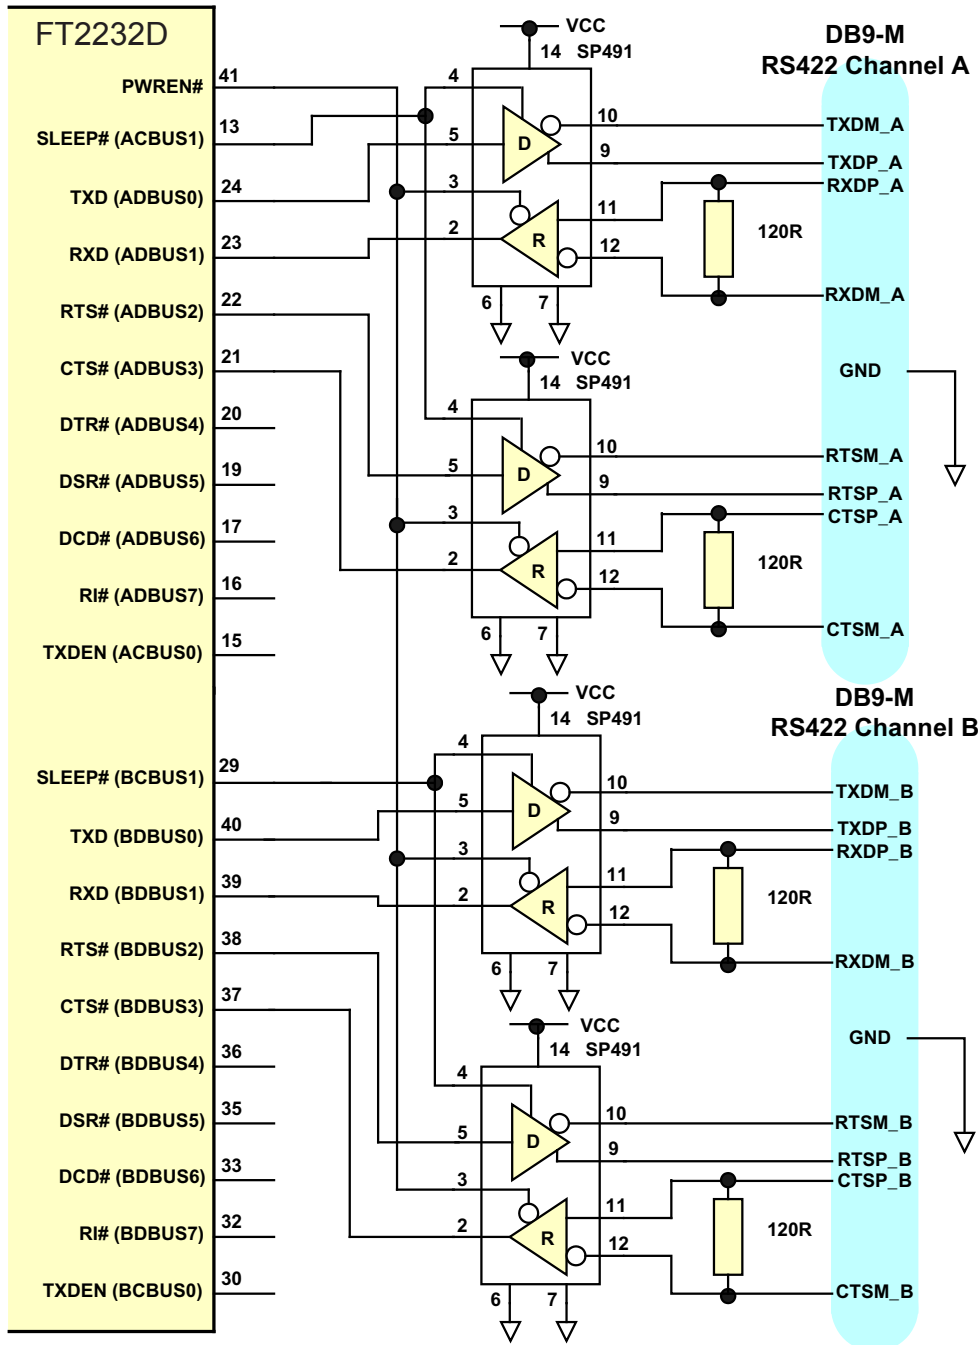 FT2232D
PWREN#
41
SLEEP# (ACBUS1)
13
TXD (ADBUS0)
24
RXD (ADBUS1)
23
RTS# (ADBUS2)
22
CTS# (ADBUS3)
21
DTR# (ADBUS4)
20
DSR# (ADBUS5)
19
DCD# (ADBUS6)
17
RI# (ADBUS7)
16
TXDEN (ACBUS0)
15
SLEEP# (BCBUS1)
29
TXD (BDBUS0)
40
RXD (BDBUS1)
39
RTS# (BDBUS2)
38
CTS# (BDBUS3)
37
DTR# (BDBUS4)
36
DSR# (BDBUS5)
35
DCD# (BDBUS6)
33
RI# (BDBUS7)
32
TXDEN (BCBUS0)
30
VCC
14 SP491
4
5
D
10
9
3
2
R
11
12
6
7
VCC
14 SP491
4
5
D
10
9
3
2
R
11
12
6
7
VCC
14 SP491
4
5
D
10
9
3
2
R
11
12
6
7
VCC
14 SP491
4
5
D
10
9
3
2
R
11
12
6
7
DB9-M
RS422 Channel A
TXDM_A
TXDP_A
RXDP_A
120R
RXDM_A
GND
RTSM_A
RTSP_A
CTSP_A
120R
CTSM_A
DB9-M
RS422 Channel B
TXDM_B
TXDP_B
RXDP_B
120R
RXDM_B
GND
RTSM_B
RTSP_B
CTSP_B
120R
CTSM_B